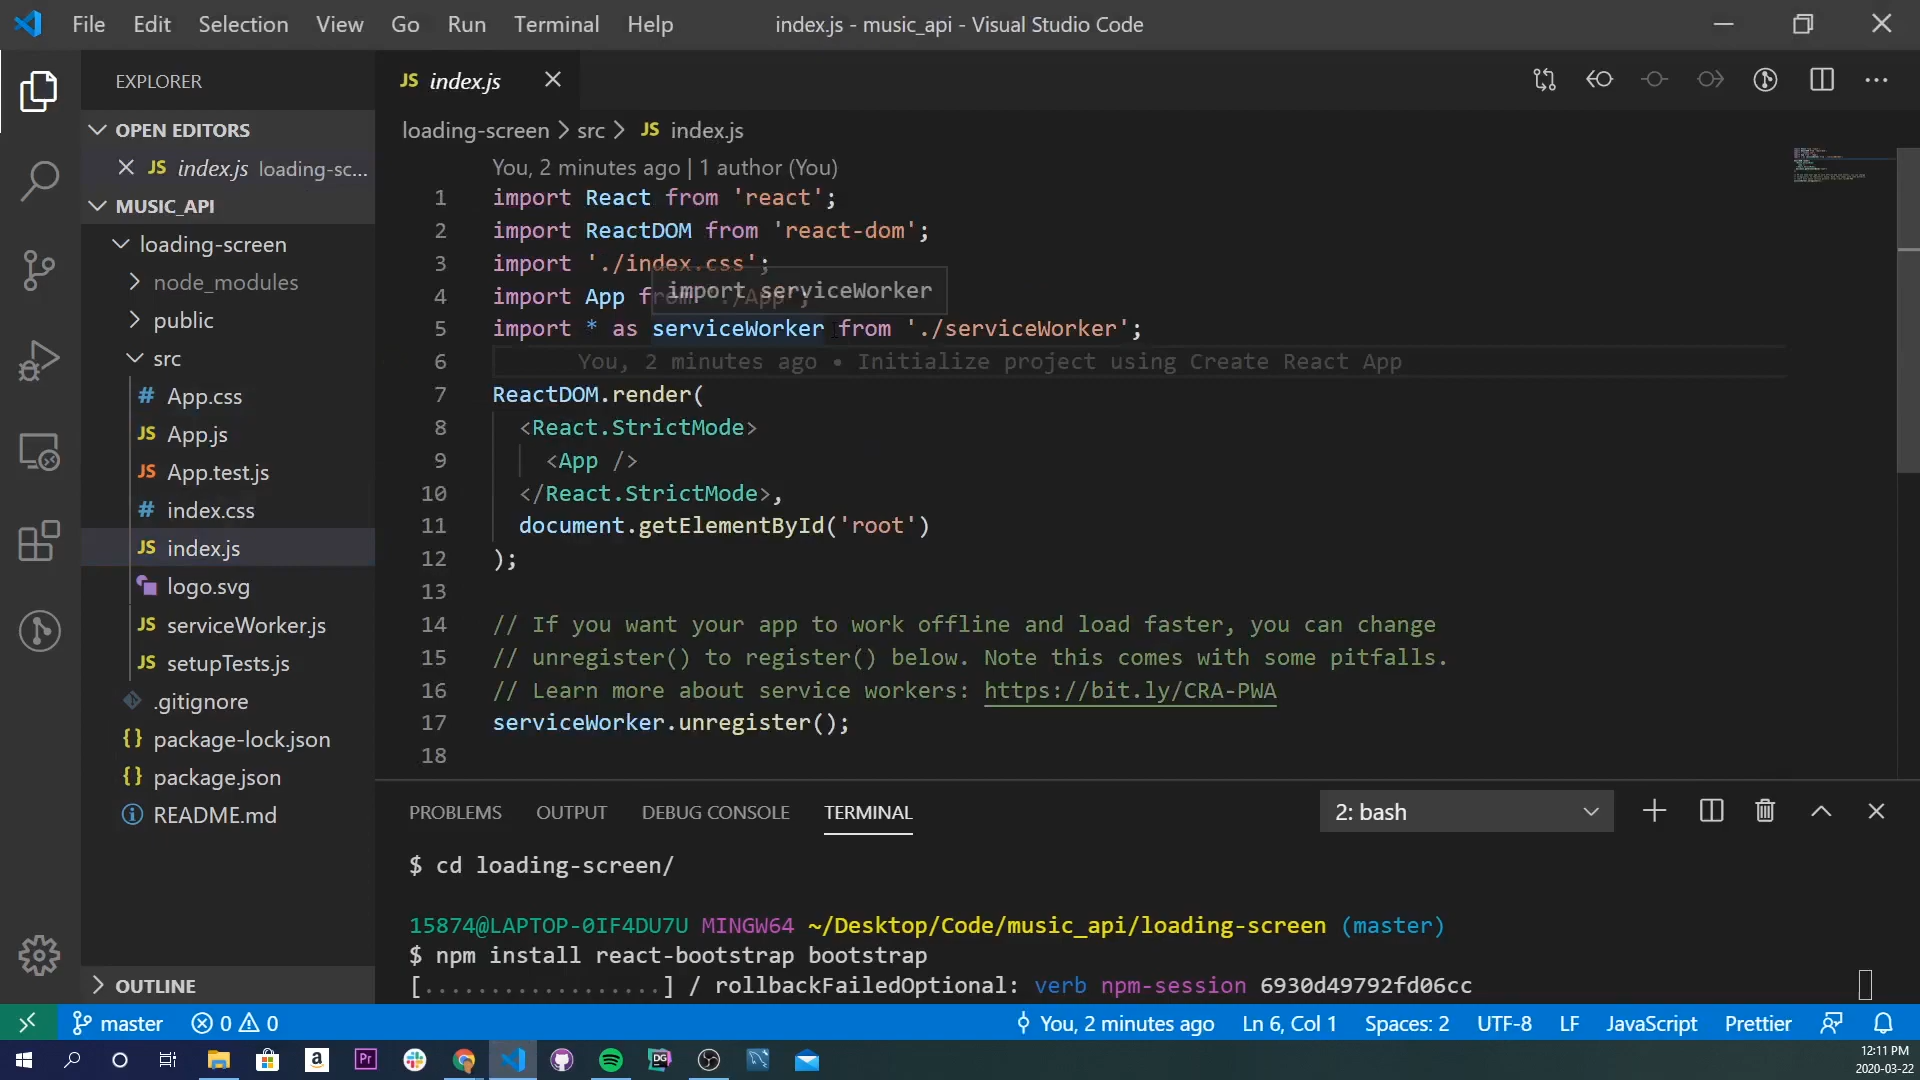 File Edit Selection View Go Run Terminal Help index.js - music_api - Visual Studio Code
EXPLORER
OPEN EDITORS
JS index.js loading-sc...
MUSIC_API
loading-screen
node_modules
public
src
# App.css
JS App.js
JS App.test.js
# index.css
JS index.js
logo.svg
JS serviceWorker.js
JS setupTests.js
.gitignore
{} package-lock.json
{} package.json
README.md
OUTLINE
JS index.js
loading-screen > src > JS index.js
You, 2 minutes ago | 1 author (You)
1 import React from 'react';
2 import ReactDOM from 'react-dom';
3 import './index.css';
import serviceWorker
4 import App from './App';
5 import * as serviceWorker from './serviceWorker';
6 You, 2 minutes ago • Initialize project using Create React App
7 ReactDOM.render(
8 <React.StrictMode>
9 <App />
10 </React.StrictMode>,
11 document.getElementById('root')
12 );
13
14 // If you want your app to work offline and load faster, you can change
15 // unregister() to register() below. Note this comes with some pitfalls.
16 // Learn more about service workers: https://bit.ly/CRA-PWA
17 serviceWorker.unregister();
18
PROBLEMS OUTPUT DEBUG CONSOLE TERMINAL 2: bash
$ cd loading-screen/
15874@LAPTOP-0IF4DU7U MINGW64 ~/Desktop/Code/music_api/loading-screen (master)
$ npm install react-bootstrap bootstrap
[..................] / rollbackFailedOptional: verb npm-session 6930d49792fd06cc
master 0 0 You, 2 minutes ago Ln 6, Col 1 Spaces: 2 UTF-8 LF JavaScript Prettier
a Pr DG
12:11 PM
2020-03-22